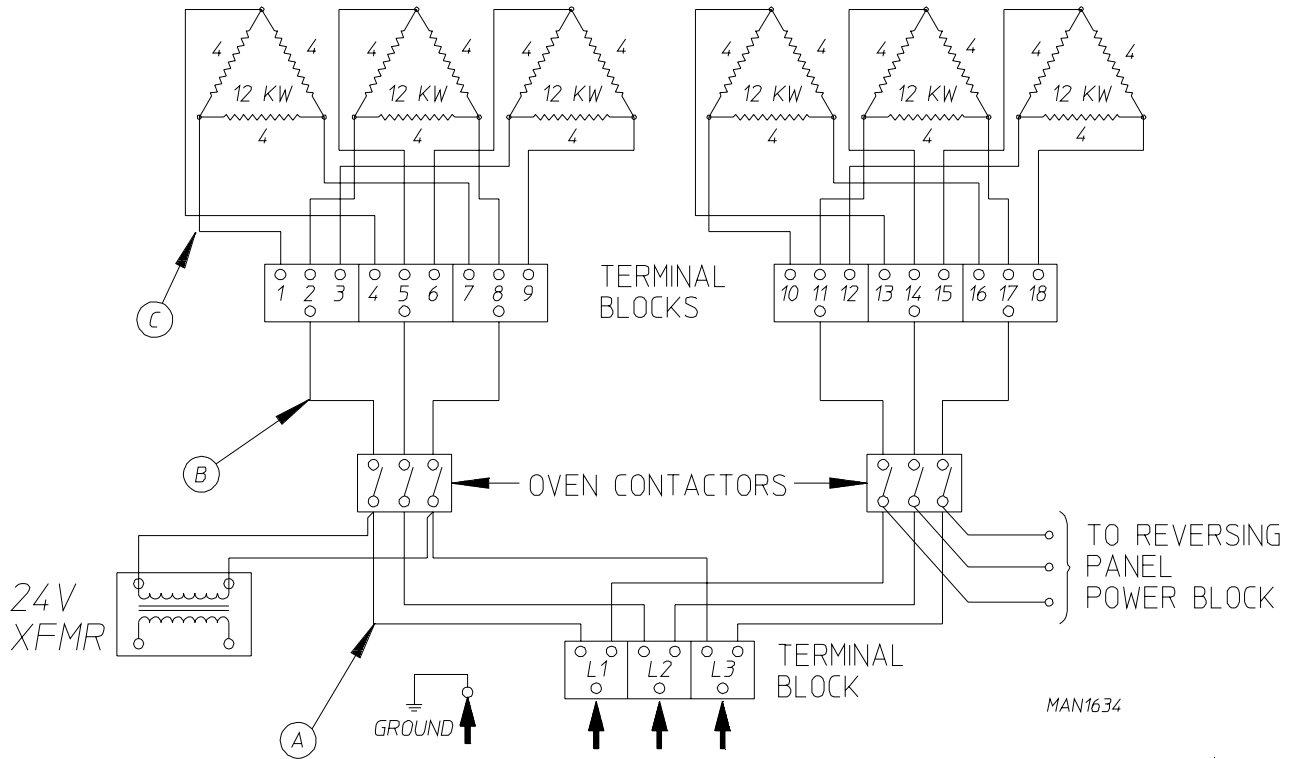 4 4 4 4 4 4 4 4 4 4 4 4
12 KW 12 KW 12 KW 12 KW 12 KW 12 KW
4 4 4 4 4 4
1 2 3 4 5 6 7 8 9
TERMINAL
BLOCKS
10 11 12 13 14 15 16 17 18
C
B
OVEN CONTACTORS
TO REVERSING
PANEL
POWER BLOCK
24V
XFMR
L1 L2 L3
TERMINAL
BLOCK
GROUND
A
MAN1634